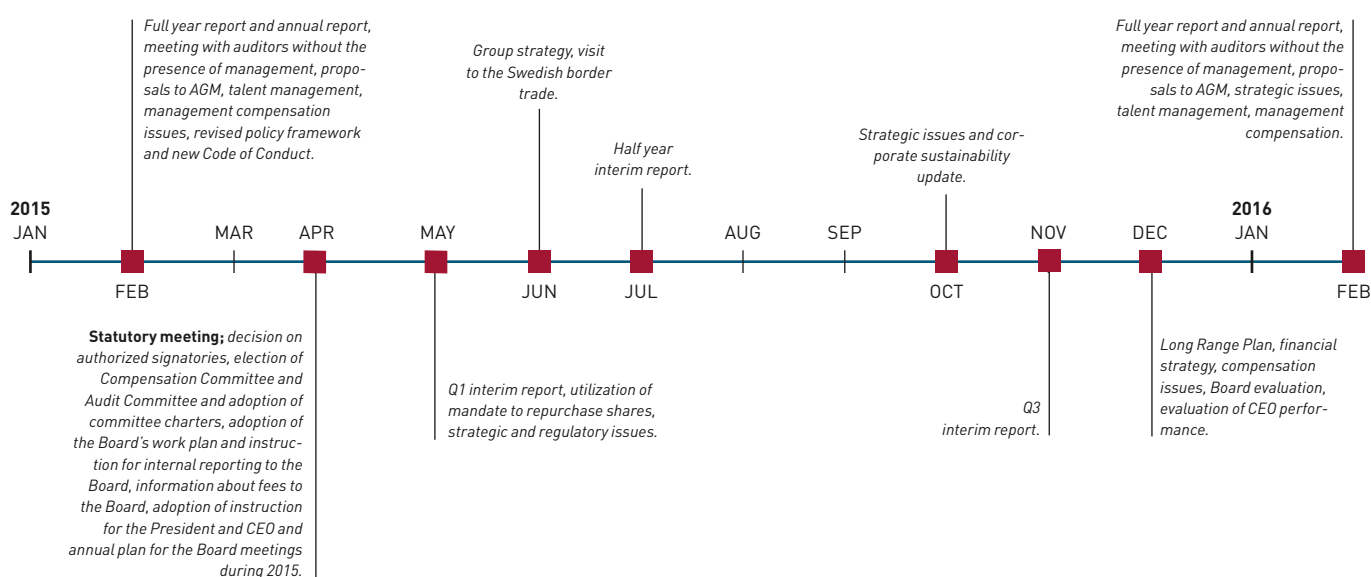 Full year report and annual report,
meeting with auditors without the
presence of management, propo-
sals to AGM, talent management,
management compensation
issues, revised policy framework
and new Code of Conduct.
Group strategy, visit
to the Swedish border
trade.
Half year
interim report.
Strategic issues and cor-
porate sustainability
update.
Full year report and annual report,
meeting with auditors without the
presence of management, propo-
sals to AGM, strategic issues,
talent management, management
compensation.
2015
JAN
FEB
MAR
APR
MAY
JUN
JUL
AUG
SEP
OCT
NOV
DEC
2016
JAN
FEB
Statutory meeting; decision on
authorized signatories, election of
Compensation Committee and
Audit Committee and adoption of
committee charters, adoption of
the Board's work plan and instruc-
tion for internal reporting to the
Board, information about fees to
the Board, adoption of instruction
for the President and CEO and
annual plan for the Board meetings
during 2015.
Q1 interim report, utilization of
mandate to repurchase shares,
strategic and regulatory issues.
Q3
interim report.
Long Range Plan, financial
strategy, compensation
issues, Board evaluation,
evaluation of CEO perfor-
mance.